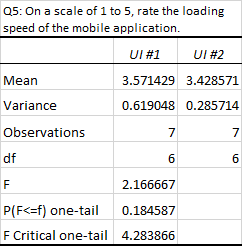 Q5: On a scale of 1 to 5, rate the loading
speed of the mobile application.
UI #1 UI #2
Mean 3.571429 3.428571
Variance 0.619048 0.285714
Observations 7 7
df 6 6
F 2.166667
P(F<=f) one-tail 0.184587
F Critical one-tail 4.283866